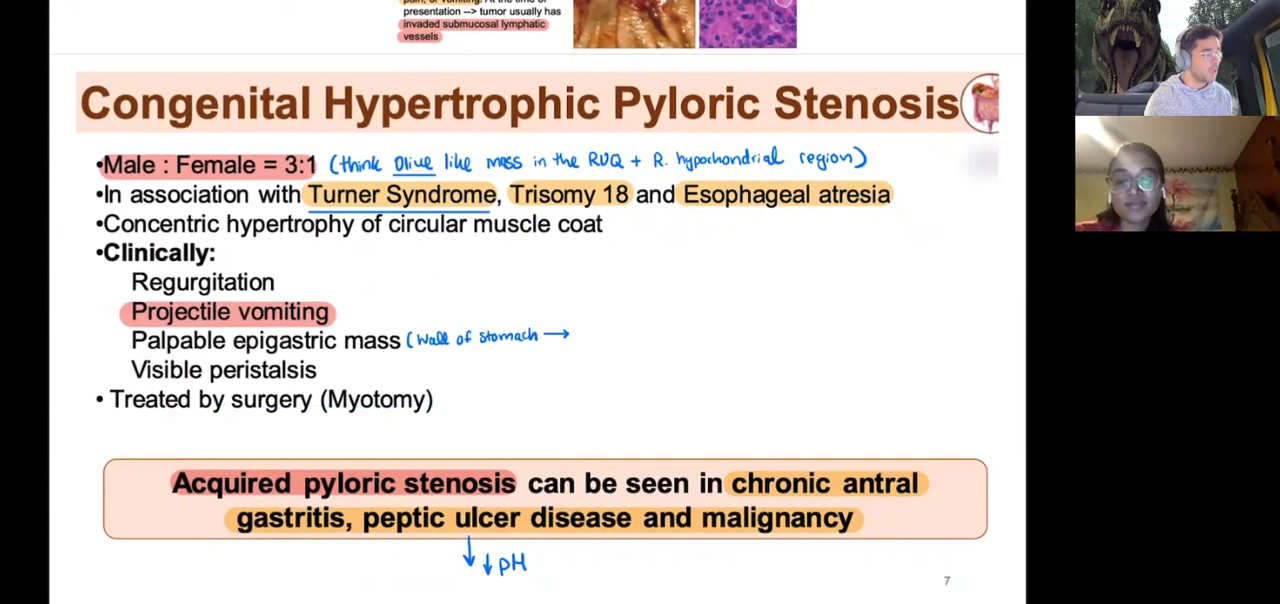 pain, or vomiting. At the time of
presentation --> tumor usually has
invaded submucosal lymphatic
vessels
Congenital Hypertrophic Pyloric Stenosis
•Male : Female = 3:1 (think Olive like mass in the RUQ + R. hypochondrial region)
•In association with Turner Syndrome, Trisomy 18 and Esophageal atresia
•Concentric hypertrophy of circular muscle coat
•Clinically:
Regurgitation
Projectile vomiting
Palpable epigastric mass (Wall of stomach →
Visible peristalsis
• Treated by surgery (Myotomy)
Acquired pyloric stenosis can be seen in chronic antral
gastritis, peptic ulcer disease and malignancy
↓ ↓ pH
7